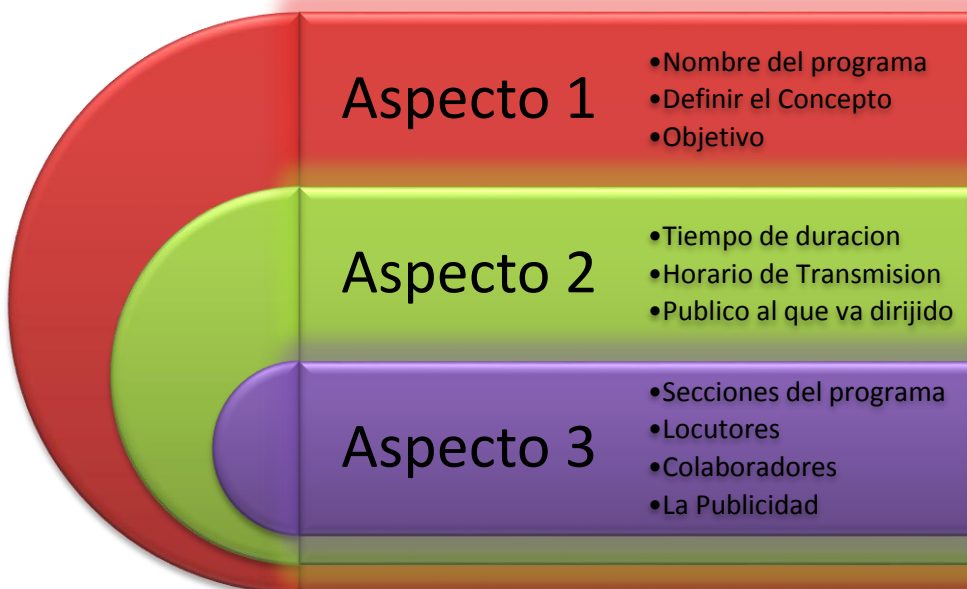 Aspecto 1
•Nombre del programa
•Definir el Concepto
•Objetivo
Aspecto 2
•Tiempo de duracion
•Horario de Transmision
•Publico al que va dirijido
Aspecto 3
•Secciones del programa
•Locutores
•Colaboradores
•La Publicidad